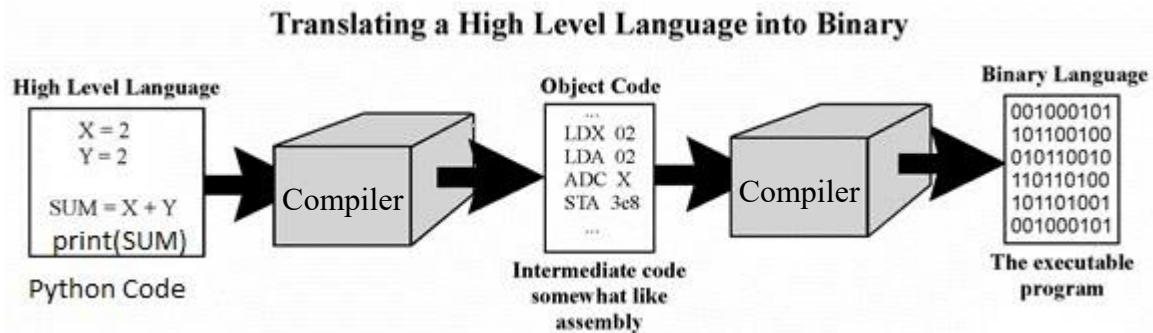 Translating a High Level Language into Binary
High Level Language
X = 2
Y = 2
SUM = X + Y
print(SUM)
Python Code
Compiler
Object Code
...
LDX 02
LDA 02
ADC X
STA 3e8
...
Intermediate code
somewhat like
assembly
Compiler
Binary Language
001000101
101100100
010110010
110110100
101101001
001000101
The executable
program